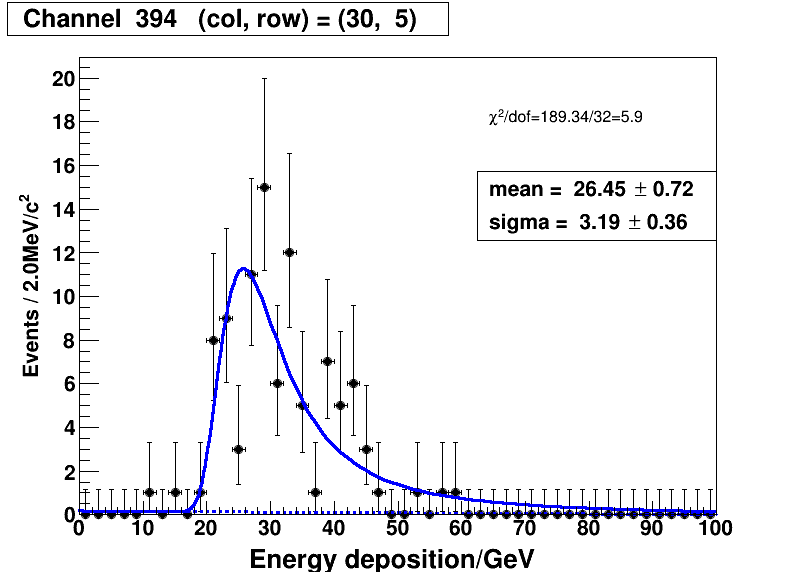 Channel 394 (col, row) = (30, 5)
χ²/dof=189.34/32=5.9
mean = 26.45 ± 0.72
sigma = 3.19 ± 0.36
Events / 2.0MeV/c²
20
18
16
14
12
10
8
6
4
2
0
0 10 20 30 40 50 60 70 80 90 100
Energy deposition/GeV